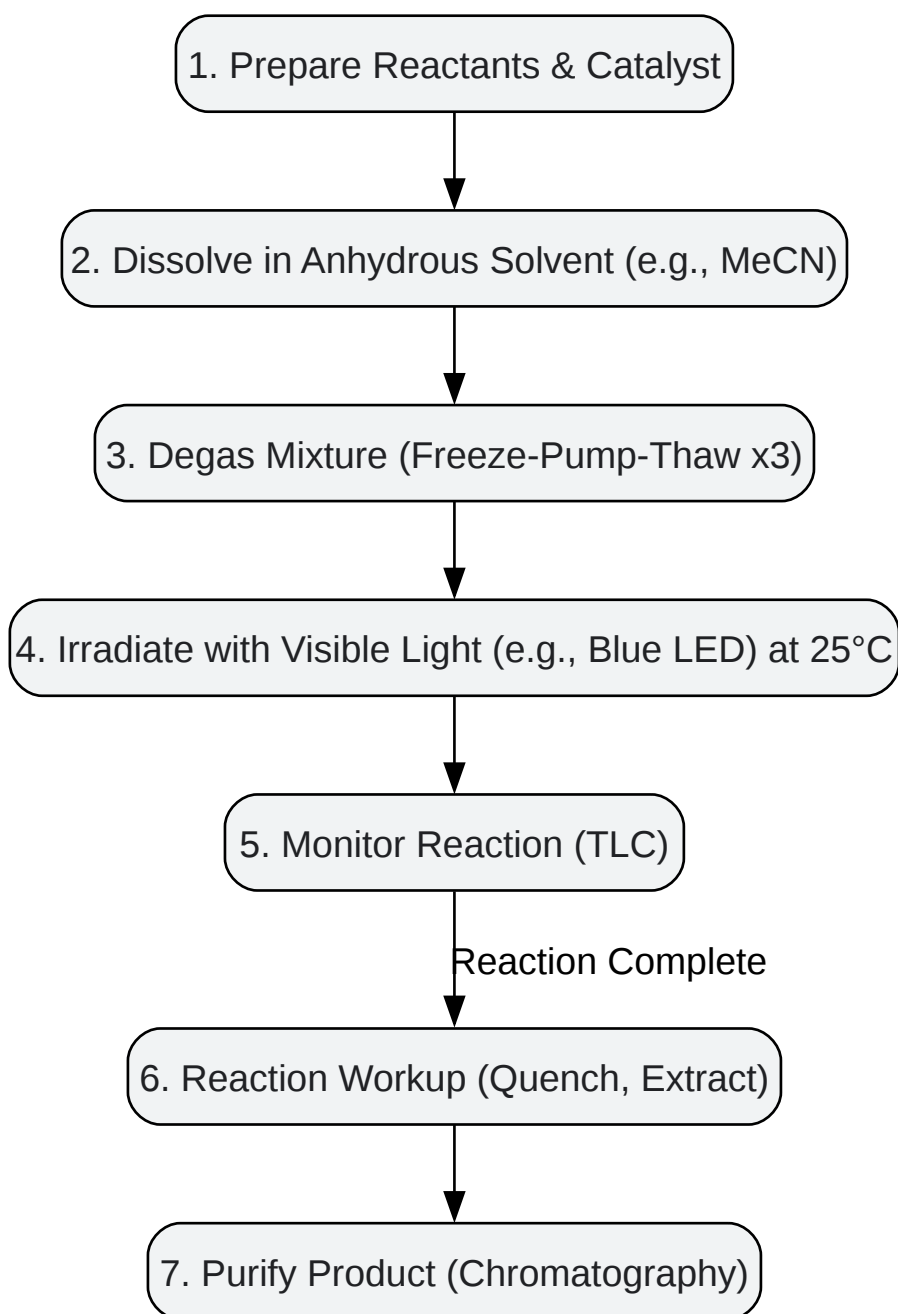 1. Prepare Reactants & Catalyst
2. Dissolve in Anhydrous Solvent (e.g., MeCN)
3. Degas Mixture (Freeze-Pump-Thaw x3)
4. Irradiate with Visible Light (e.g., Blue LED) at 25°C
5. Monitor Reaction (TLC)
Reaction Complete
6. Reaction Workup (Quench, Extract)
7. Purify Product (Chromatography)